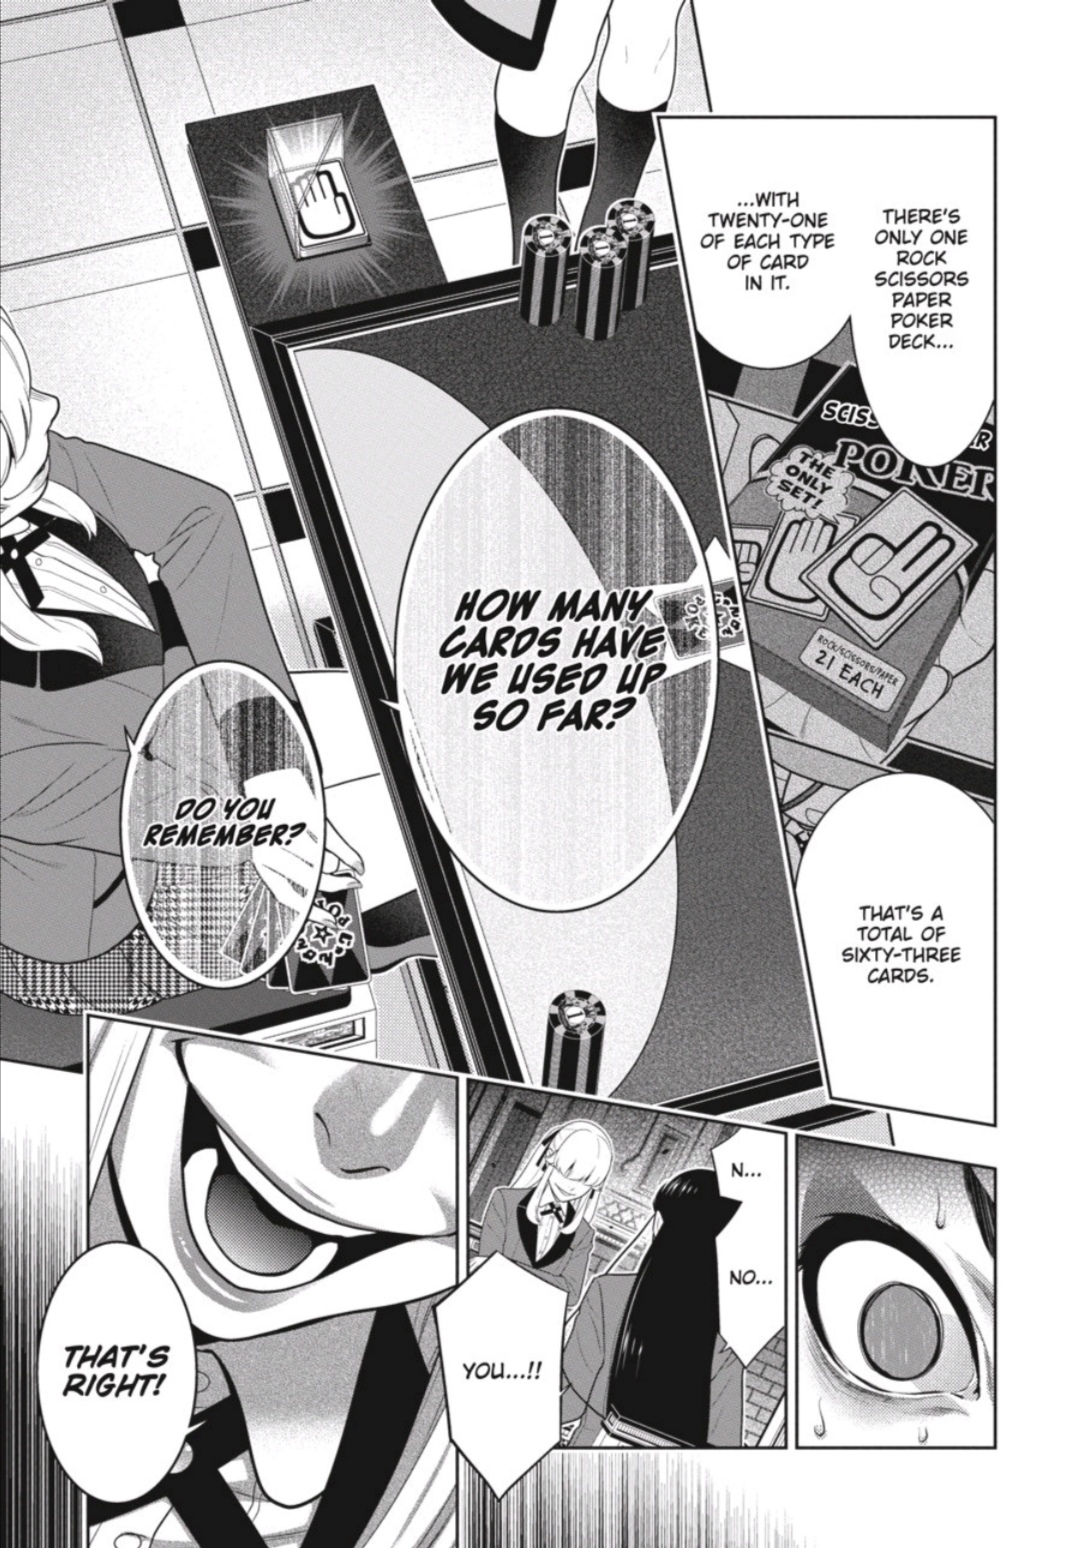 THERE'S
ONLY ONE
ROCK
SCISSORS
PAPER
POKER
DECK...
...WITH
TWENTY-ONE
OF EACH TYPE
OF CARD
IN IT.
POKER
THE
ONLY
SET!
ROCK/SCISSORS/PAPER
21 EACH
THAT'S A
TOTAL OF
SIXTY-THREE
CARDS.
HOW MANY
CARDS HAVE
WE USED UP
SO FAR?
DO YOU
REMEMBER?
N...
NO...
YOU...!!
THAT'S
RIGHT!